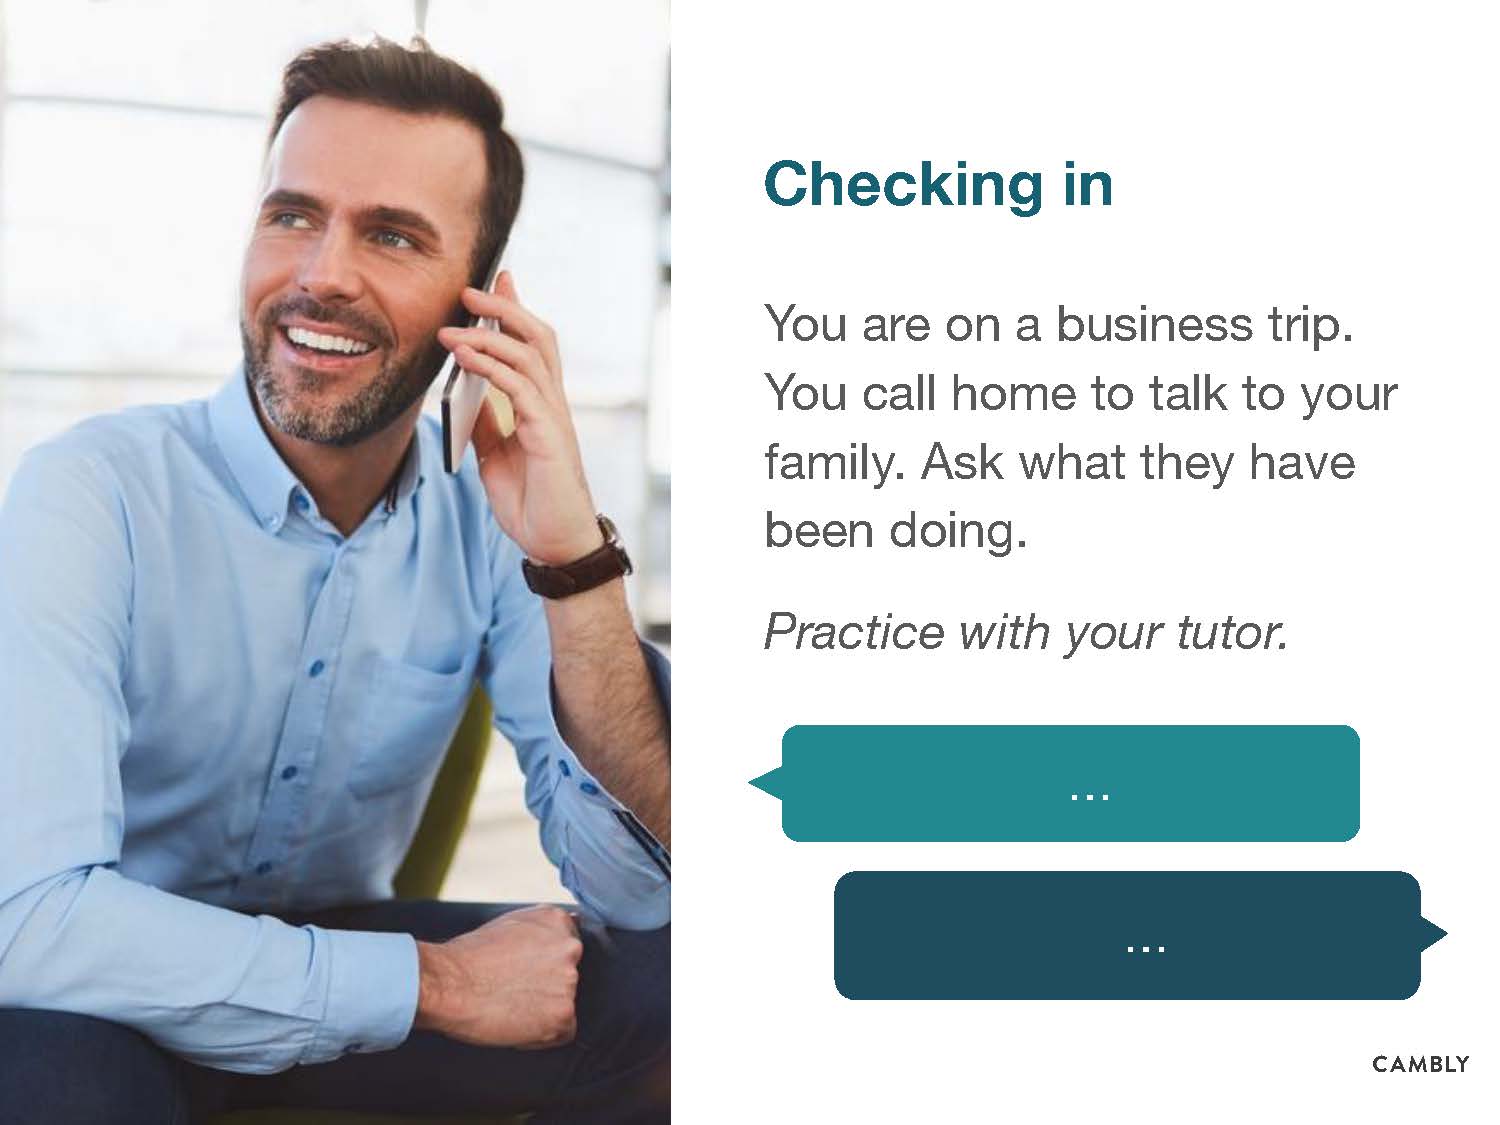 Checking in
You are on a business trip.
You call home to talk to your
family. Ask what they have
been doing.
Practice with your tutor.
...
...
CAMBLY